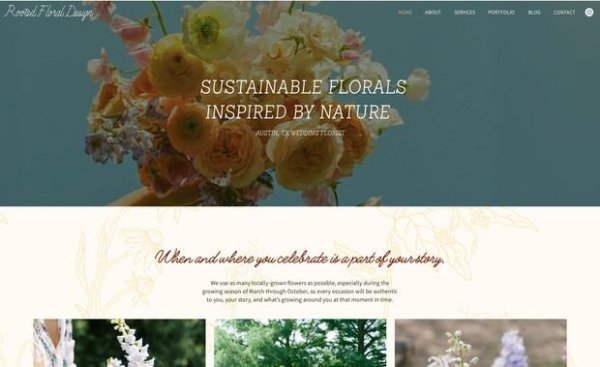 Rooted Floral Design
HOME ABOUT SERVICES PORTFOLIO BLOG CONTACT
SUSTAINABLE FLORALS
INSPIRED BY NATURE
AUSTIN, TX WEDDING FLORIST
When and where you celebrate is a part of your story.
We use as many locally-grown flowers as possible, especially during the
growing season of March through October, so every occasion will be authentic
to you, your story, and what's growing around you at that moment in time.